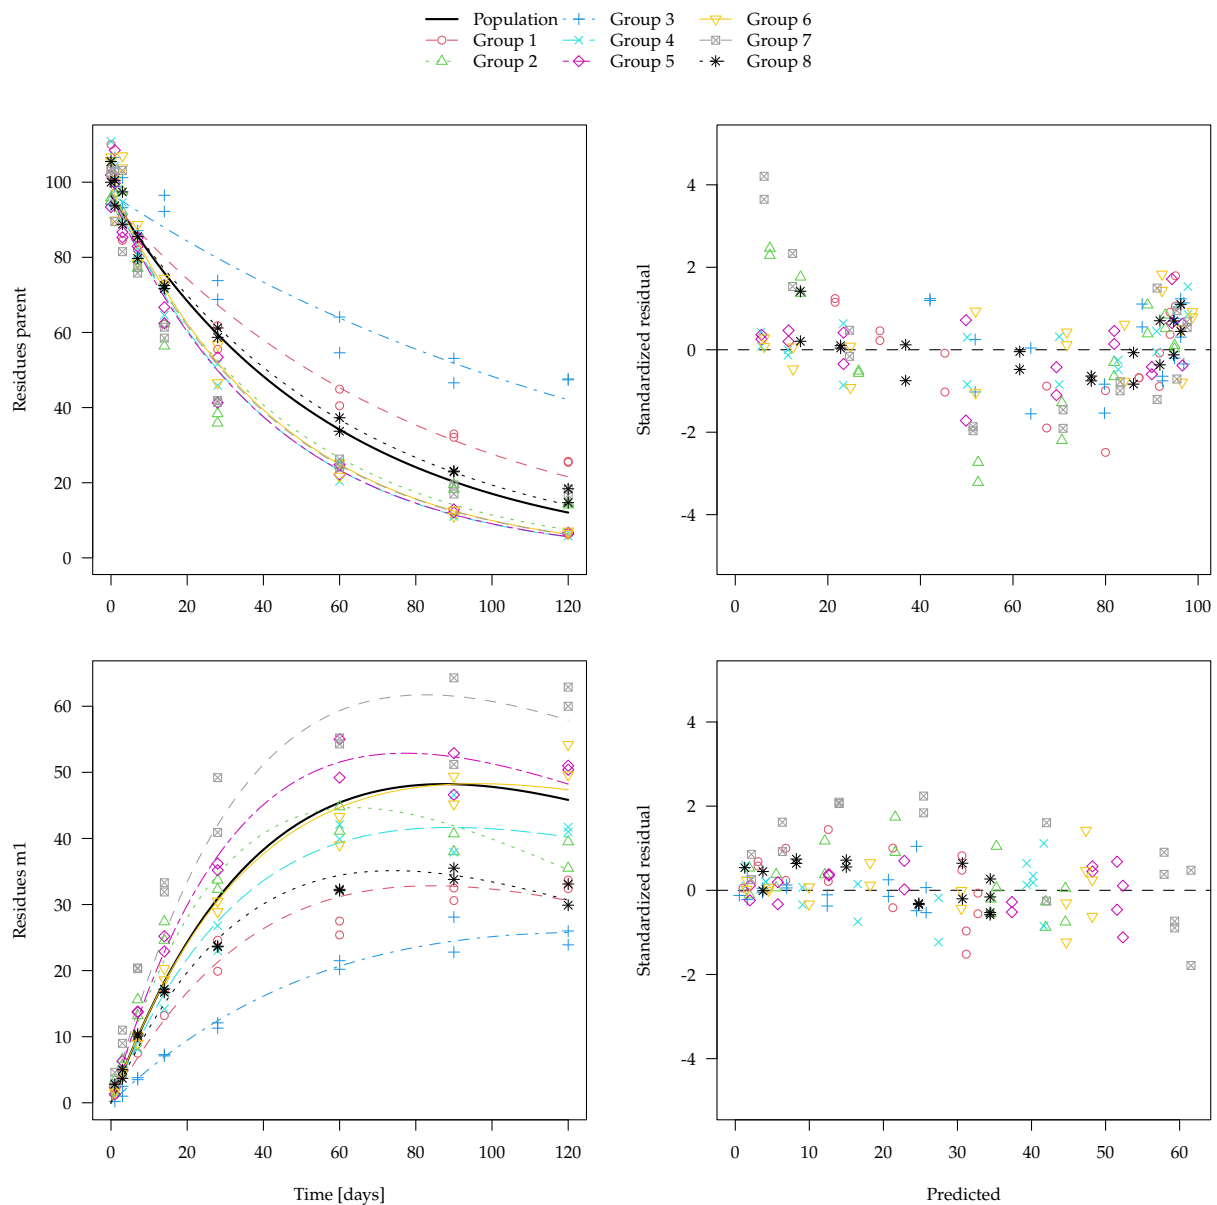 Population Group 3 Group 6
Group 1 Group 4 Group 7
Group 2 Group 5 Group 8
Residues parent
100
80
60
40
20
0
0 20 40 60 80 100 120
Standardized residual
4
2
0
-2
-4
0 20 40 60 80 100
Residues m1
60
50
40
30
20
10
0
0 20 40 60 80 100 120
Time [days]
Standardized residual
4
2
0
-2
-4
0 10 20 30 40 50 60
Predicted